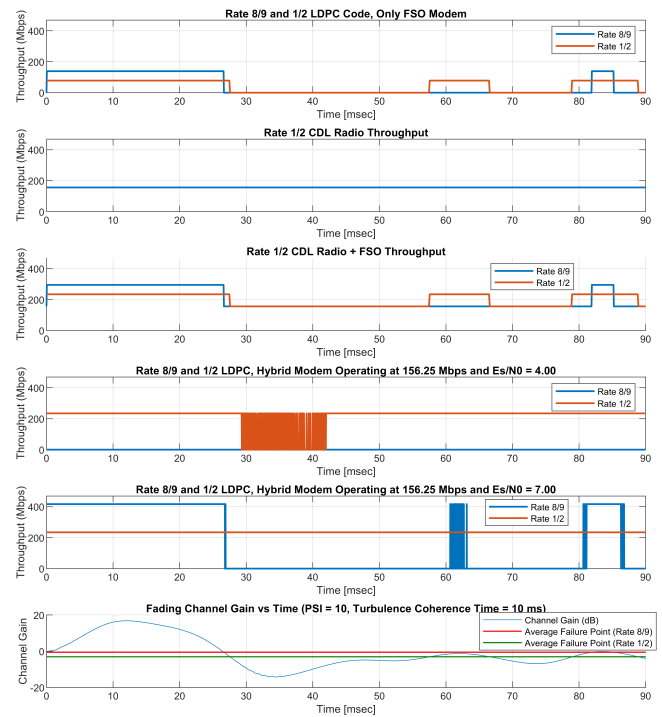 Rate 8/9 and 1/2 LDPC Code, Only FSO Modem
Throughput (Mbps)
400
200
0
Rate 8/9
Rate 1/2
0 10 20 30 40 50 60 70 80 90
Time [msec]
Rate 1/2 CDL Radio Throughput
Throughput (Mbps)
400
200
0
0 10 20 30 40 50 60 70 80 90
Time [msec]
Rate 1/2 CDL Radio + FSO Throughput
Throughput (Mbps)
400
200
0
Rate 8/9
Rate 1/2
0 10 20 30 40 50 60 70 80 90
Time [msec]
Rate 8/9 and 1/2 LDPC, Hybrid Modem Operating at 156.25 Mbps and Es/N0 = 4.00
Throughput (Mbps)
400
200
0
Rate 8/9
Rate 1/2
0 10 20 30 40 50 60 70 80 90
Time [msec]
Rate 8/9 and 1/2 LDPC, Hybrid Modem Operating at 156.25 Mbps and Es/N0 = 7.00
Throughput (Mbps)
400
200
0
Rate 8/9
Rate 1/2
0 10 20 30 40 50 60 70 80 90
Time [msec]
Fading Channel Gain vs Time (PSI = 10, Turbulence Coherence Time = 10 ms)
Channel Gain
20
0
-20
Channel Gain (dB)
Average Failure Point (Rate 8/9)
Average Failure Point (Rate 1/2)
0 10 20 30 40 50 60 70 80 90
Time [msec]